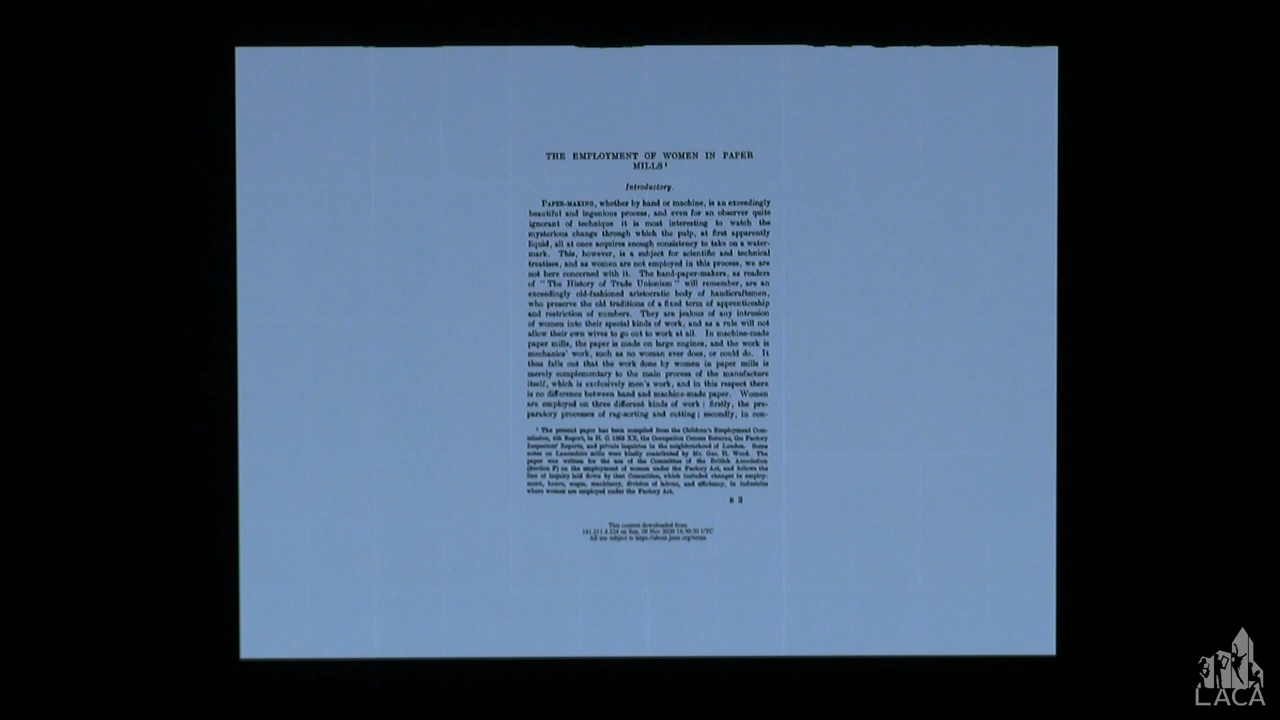 THE EMPLOYMENT OF WOMEN IN PAPER
MILLS¹
Introductory.
PAPER-MAKING, whether by hand or machine, is an exceedingly
beautiful and ingenious process, and even for an observer quite
ignorant of technique it is most interesting to watch the
mysterious change through which the pulp, at first apparently
liquid, all at once acquires enough consistency to take on a water-
mark. This, however, is a subject for scientific and technical
treatises, and as women are not employed in this process, we are
not here concerned with it. The hand-paper-makers, as readers
of "The History of Trade Unionism" will remember, are an
exceedingly old-fashioned aristocratic body of handicraftsmen,
who preserve the old traditions of a fixed term of apprenticeship
and restriction of numbers. They are jealous of any intrusion
of women into their special kinds of work, and as a rule will not
allow their own wives to go out to work at all. In machine-made
paper mills, the paper is made on large engines, and the work is
mechanics' work, such as no woman ever does, or could do. It
thus falls out that the work done by women in paper mills is
merely complementary to the main process of the manufacture
itself, which is exclusively men's work, and in this respect there
is no difference between hand and machine-made paper. Women
are employed on three different kinds of work: firstly, the pre-
paratory processes of rag-sorting and cutting; secondly, in con-
¹ The present paper has been compiled from the Children's Employment Com-
mission, 4th Report, in H. C. XX, the Occupation Census Returns, the Factory
Inspectors' Reports, and private inquiries in the neighbourhood of London. Some
notes on Lancashire mills were kindly contributed by Mr. Geo. H. Wood. The
paper was written for the use of the Committee of the British Association
(Section F) on the employment of women under the Factory Act, and follows the
line of inquiry laid down by that Committee, which included changes in employ-
ment, hours, wages, machinery, division of labour, and efficiency, in industries
where women are employed under the Factory Act.
B 2
This content downloaded from
on Sun, 08 Nov 2020 UTC
All use subject to https://about.jstor.org/terms
LACA